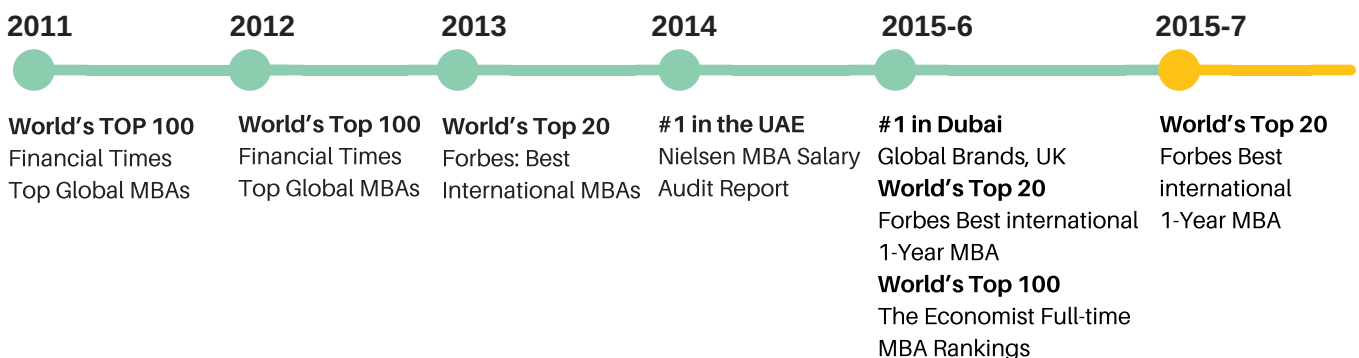 2011
World's TOP 100
Financial Times
Top Global MBAs
2012
World's Top 100
Financial Times
Top Global MBAs
2013
World's Top 20
Forbes: Best
International MBAs
2014
#1 in the UAE
Nielsen MBA Salary
Audit Report
2015-6
#1 in Dubai
Global Brands, UK
World's Top 20
Forbes Best international
1-Year MBA
World's Top 100
The Economist Full-time
MBA Rankings
2015-7
World's Top 20
Forbes Best
international
1-Year MBA